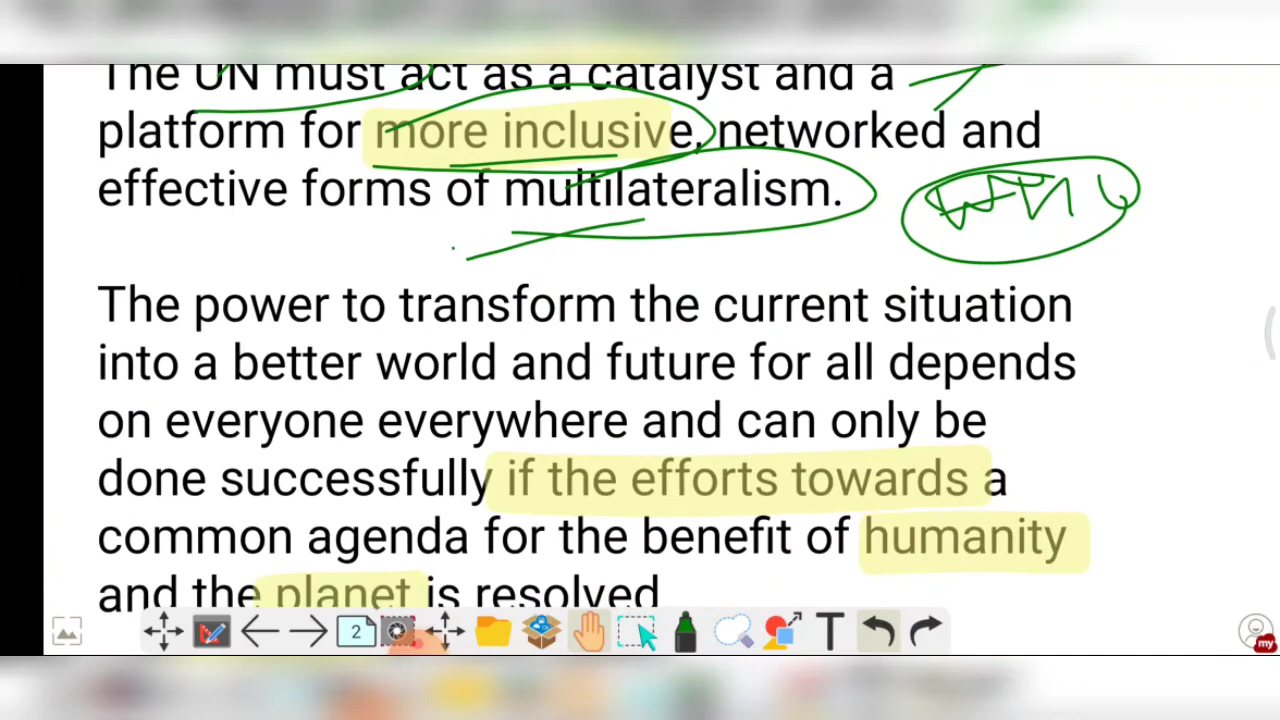 The UN must act as a catalyst and a
platform for more inclusive, networked and
effective forms of multilateralism.
The power to transform the current situation
into a better world and future for all depends
on everyone everywhere and can only be
done successfully if the efforts towards a
common agenda for the benefit of humanity
and the planet is resolved
2
T
my